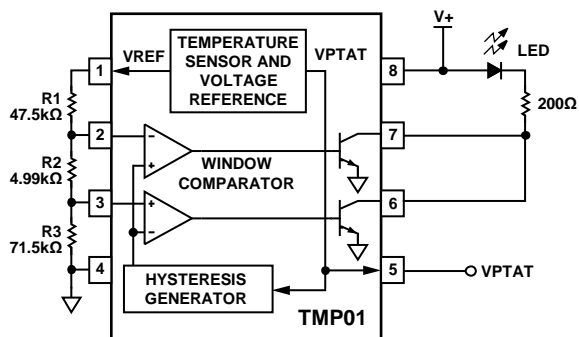 V+
LED
200Ω
1
VREF
TEMPERATURE
SENSOR AND
VOLTAGE
REFERENCE
VPTAT
8
R1
47.5kΩ
2
–
+
WINDOW
COMPARATOR
7
R2
4.99kΩ
3
+
–
6
R3
71.5kΩ
4
HYSTERESIS
GENERATOR
5
VPTAT
TMP01